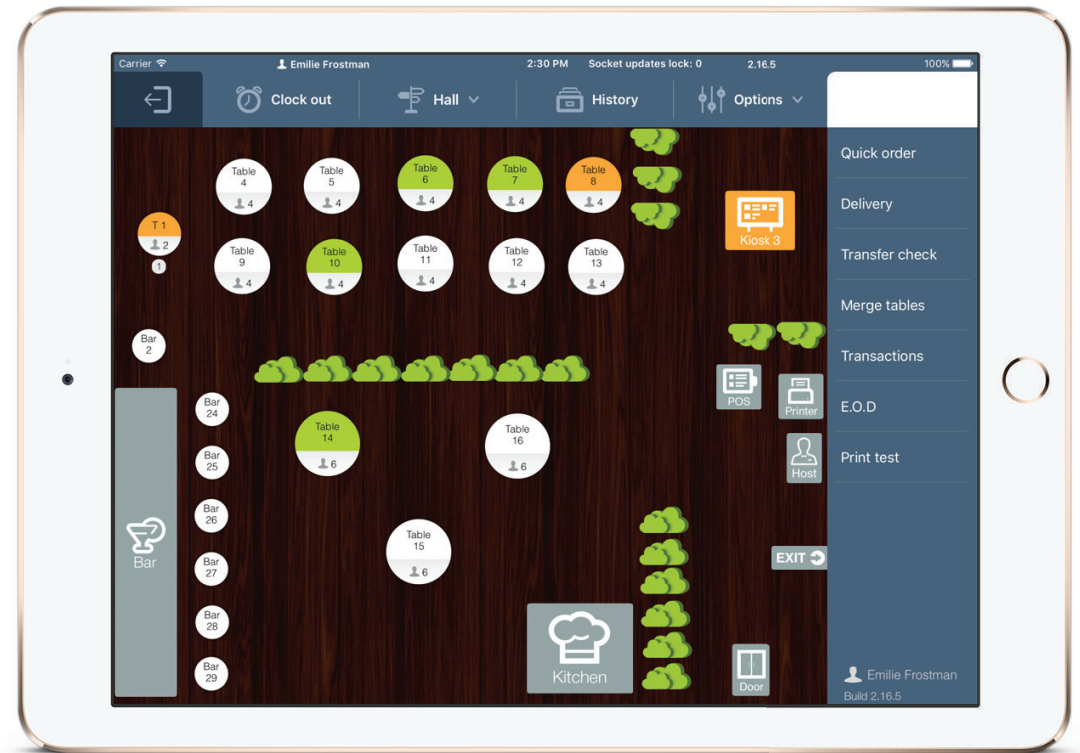 Carrier
Emilie Frostman
2:30 PM
Socket updates lock: 0
2.16.5
100%
Clock out
Hall
History
Options
Quick order
Delivery
Transfer check
Merge tables
Transactions
E.O.D
Print test
Table
4
4
Table
5
4
Table
6
4
Table
7
4
Table
8
4
T 1
2
1
Kiosk 3
Table
9
4
Table
10
4
Table
11
4
Table
12
4
Table
13
4
Bar
2
POS
Printer
Bar
24
Table
14
6
Table
16
6
Host
Bar
25
Bar
26
Bar
Table
15
6
EXIT
Bar
27
Bar
28
Kitchen
Bar
29
Door
Emilie Frostman
Build 2.16.5